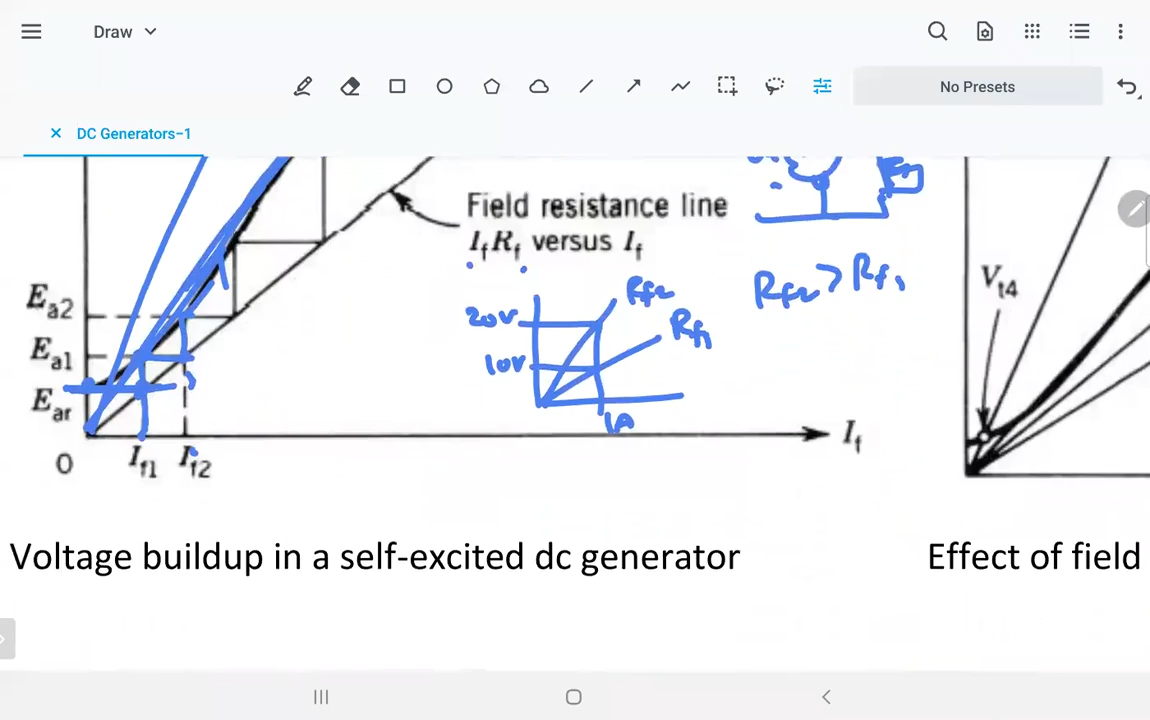 Draw
No Presets
DC Generators-1
Field resistance line
IfRf versus If
Ea2
Ea1
Ear
0
If1
If2
If
20V
10V
1A
Rf2
Rf1
Rf2 > Rf1
Vt4
Voltage buildup in a self-excited dc generator
Effect of field